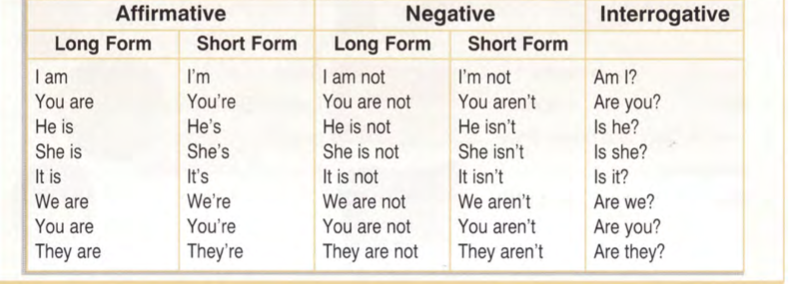 Affirmative Negative Interrogative
Long Form Short Form Long Form Short Form
I am I'm I am not I'm not Am I?
You are You're You are not You aren't Are you?
He is He's He is not He isn't Is he?
She is She's She is not She isn't Is she?
It is It's It is not It isn't Is it?
We are We're We are not We aren't Are we?
You are You're You are not You aren't Are you?
They are They're They are not They aren't Are they?